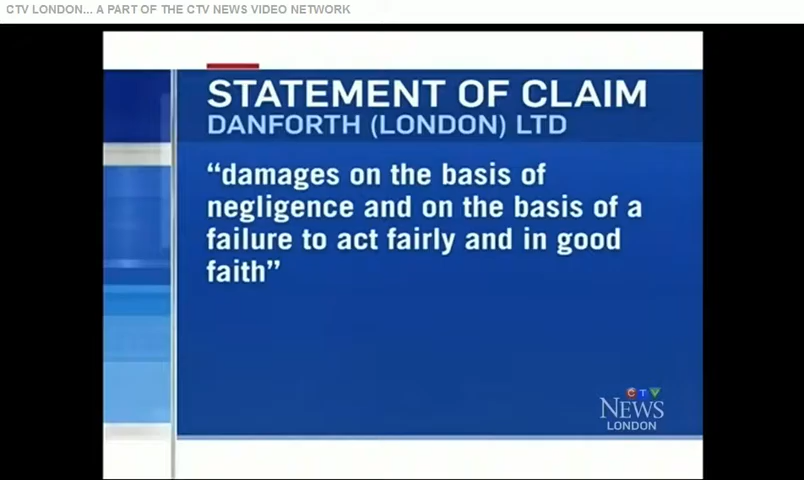 CTV LONDON... A PART OF THE CTV NEWS VIDEO NETWORK
STATEMENT OF CLAIM
DANFORTH (LONDON) LTD
“damages on the basis of
negligence and on the basis of a
failure to act fairly and in good
faith”
CTV
NEWS
LONDON